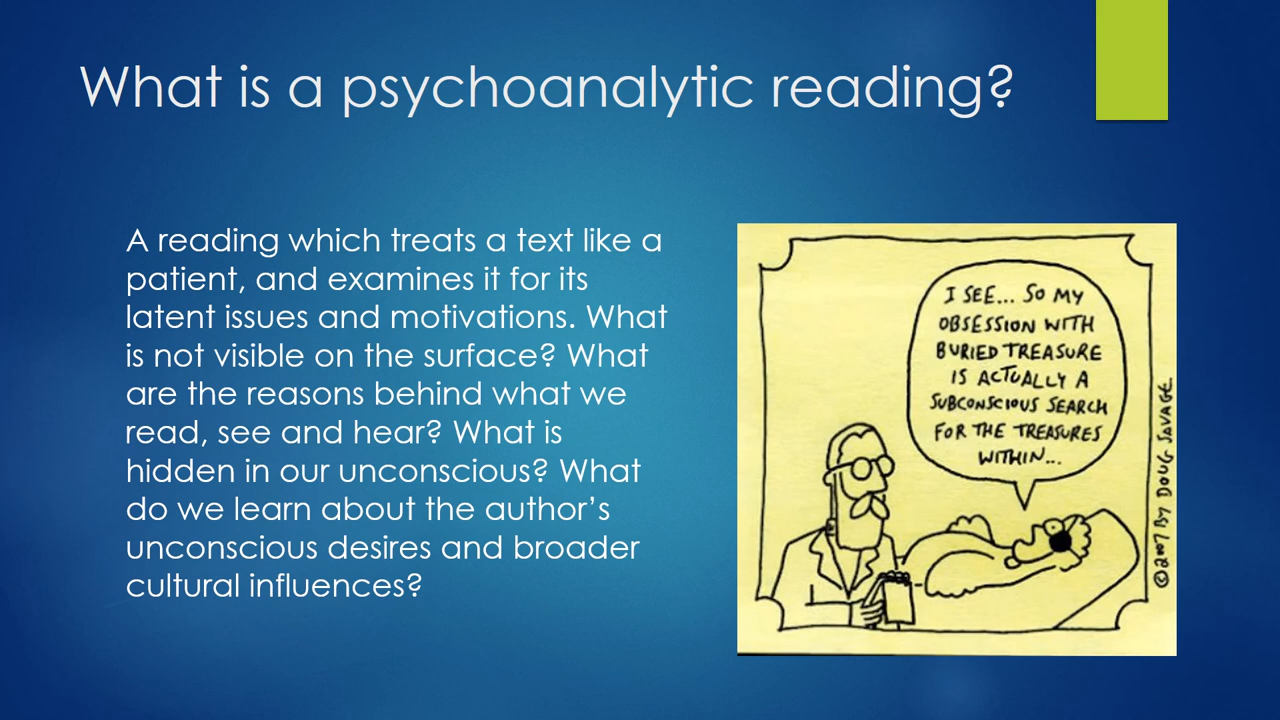 What is a psychoanalytic reading?
A reading which treats a text like a
patient, and examines it for its
latent issues and motivations. What
is not visible on the surface? What
are the reasons behind what we
read, see and hear? What is
hidden in our unconscious? What
do we learn about the author’s
unconscious desires and broader
cultural influences?
I SEE... SO MY
OBSESSION WITH
BURIED TREASURE
IS ACTUALLY A
SUBCONSCIOUS SEARCH
FOR THE TREASURES
WITHIN...
©2007 BY DOUG SAVAGE